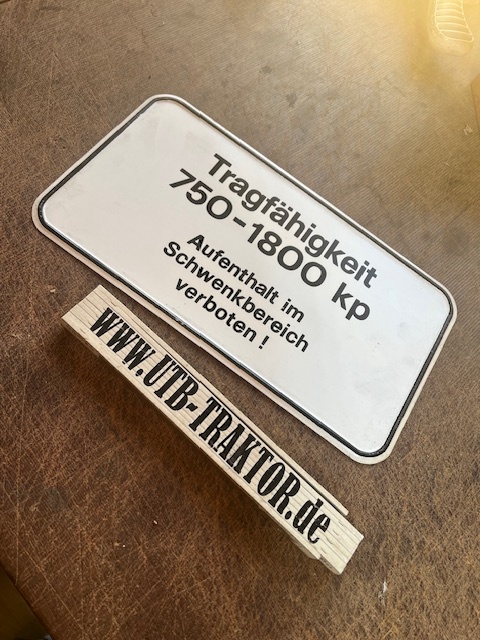 Tragfähigkeit
750-1800 kp
Aufenthalt im
Schwenkbereich
verboten !
WWW.UTB-TRAKTOR.de